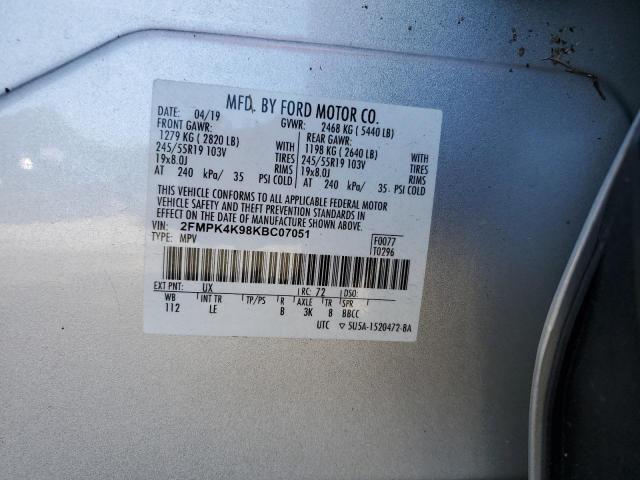 MFD. BY FORD MOTOR CO.
DATE: 04/19 GVWR: 2468 KG ( 5440 LB)
FRONT GAWR: REAR GAWR:
1279 KG ( 2820 LB) WITH 1198 KG ( 2640 LB) WITH
245/55R19 103V TIRES 245/55R19 103V TIRES
19x8.0J RIMS 19x8.0J RIMS
AT 240 kPa/ 35 PSI COLD AT 240 kPa/ 35 PSI COLD
THIS VEHICLE CONFORMS TO ALL APPLICABLE FEDERAL MOTOR
VEHICLE SAFETY AND THEFT PREVENTION STANDARDS IN
EFFECT ON THE DATE OF MANUFACTURE SHOWN ABOVE.
VIN: 2FMPK4K98KBC07051
TYPE: MPV
F0077
T0296
EXT PNT: UX RC: 72 DSO:
WB INT TR TP/PS R AXLE TR SPR
112 LE B 3K 8 BBCC
UTC ▽ 5U5A-1520472-8A